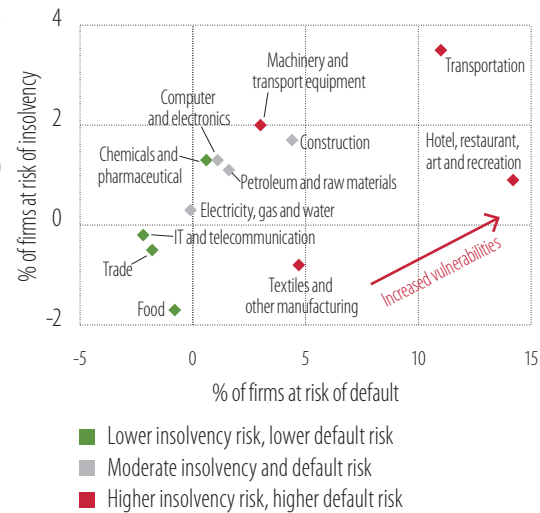 4
2
0
-2
% of firms at risk of insolvency
Transportation
Machinery and
transport equipment
Computer
and electronics
Construction
Hotel, restaurant,
art and recreation
Chemicals and
pharmaceutical
Petroleum and raw materials
Electricity, gas and water
IT and telecommunication
Trade
Textiles and
other manufacturing
Increased vulnerabilities
Food
-5
0
5
10
15
% of firms at risk of default
Lower insolvency risk, lower default risk
Moderate insolvency and default risk
Higher insolvency risk, higher default risk